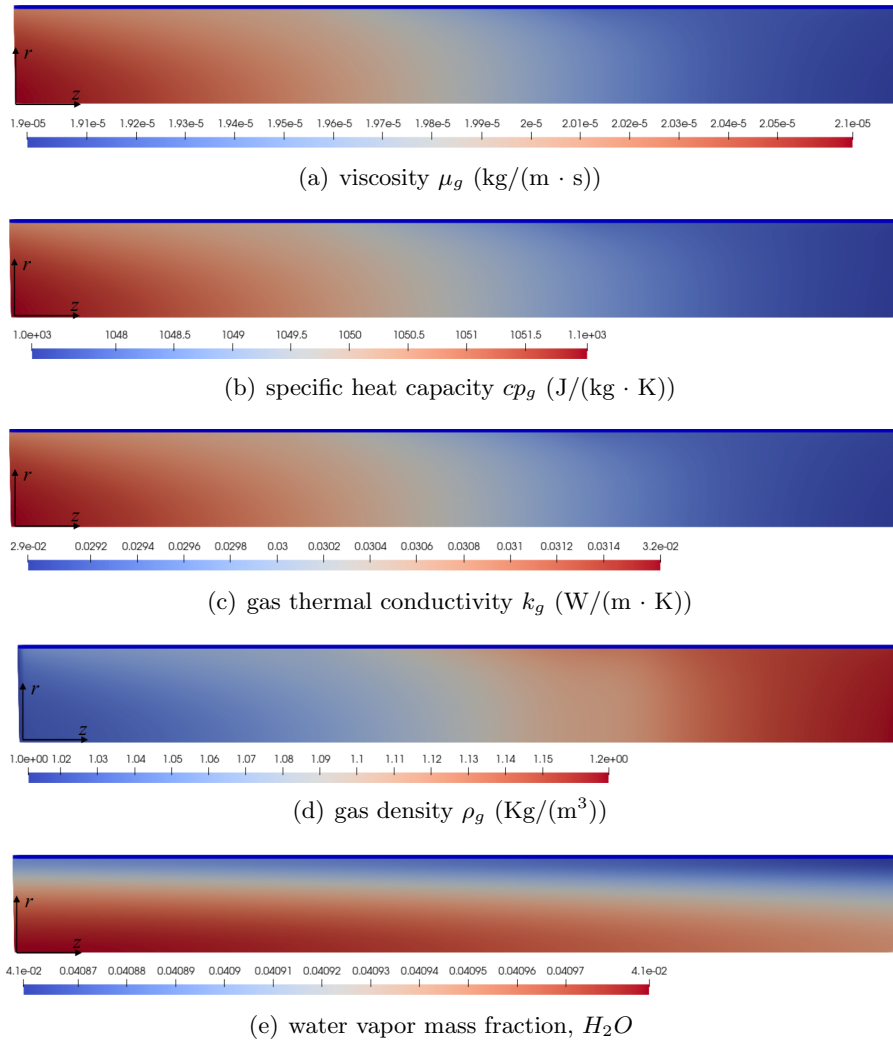 r
z
1.9e-05 1.91e-5 1.92e-5 1.93e-5 1.94e-5 1.95e-5 1.96e-5 1.97e-5 1.98e-5 1.99e-5 2e-5 2.01e-5 2.02e-5 2.03e-5 2.04e-5 2.05e-5 2.1e-05
(a) viscosity μg (kg/(m · s))
r
z
1.0e+03 1048 1048.5 1049 1049.5 1050 1050.5 1051 1051.5 1.1e+03
(b) specific heat capacity cpg (J/(kg · K))
r
z
2.9e-02 0.0292 0.0294 0.0296 0.0298 0.03 0.0302 0.0304 0.0306 0.0308 0.031 0.0312 0.0314 3.2e-02
(c) gas thermal conductivity kg (W/(m · K))
r
z
1.0e+00 1.02 1.03 1.04 1.05 1.06 1.07 1.08 1.09 1.1 1.11 1.12 1.13 1.14 1.15 1.2e+00
(d) gas density ρg (Kg/(m³))
r
z
4.1e-02 0.04087 0.04088 0.04089 0.0409 0.04091 0.04092 0.04093 0.04094 0.04095 0.04096 0.04097 4.1e-02
(e) water vapor mass fraction, H₂O